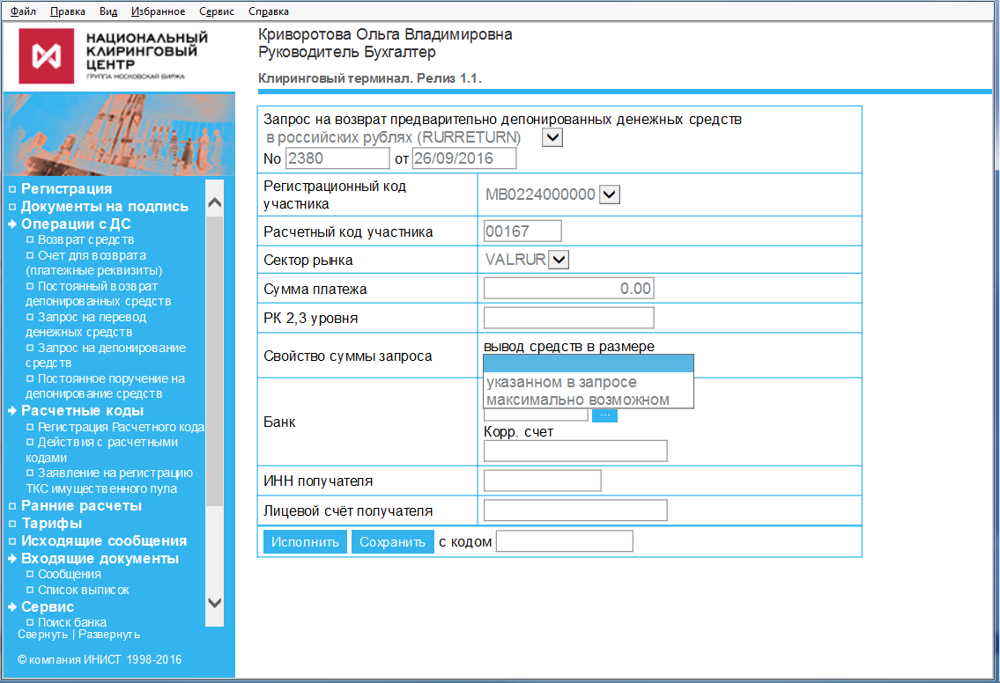 Файл Правка Вид Избранное Сервис Справка
НАЦИОНАЛЬНЫЙ
КЛИРИНГОВЫЙ
ЦЕНТР
ГРУППА МОСКОВСКАЯ БИРЖА
Криворотова Ольга Владимировна
Руководитель Бухгалтер
Клиринговый терминал. Релиз 1.1.
Регистрация
Документы на подпись
Операции с ДС
Возврат средств
Счет для возврата
(платежные реквизиты)
Постоянный возврат
депонированных средств
Запрос на перевод
денежных средств
Запрос на депонирование
средств
Постоянное поручение на
депонирование средств
Расчетные коды
Регистрация Расчетного кода
Действия с расчетными
кодами
Заявление на регистрацию
ТКС имущественного пула
Ранние расчеты
Тарифы
Исходящие сообщения
Входящие документы
Сообщения
Список выписок
Сервис
Поиск банка
Свернуть | Развернуть
© компания ИНИСТ 1998-2016
Запрос на возврат предварительно депонированных денежных средств
в российских рублях (RURRETURN)
No 2380 от 26/09/2016
Регистрационный код
участника
MB0224000000
Расчетный код участника 00167
Сектор рынка VALRUR
Сумма платежа 0.00
РК 2,3 уровня
Свойство суммы запроса
вывод средств в размере
указанном в запросе
максимально возможном
Банк
...
Корр. счет
ИНН получателя
Лицевой счёт получателя
Исполнить Сохранить с кодом